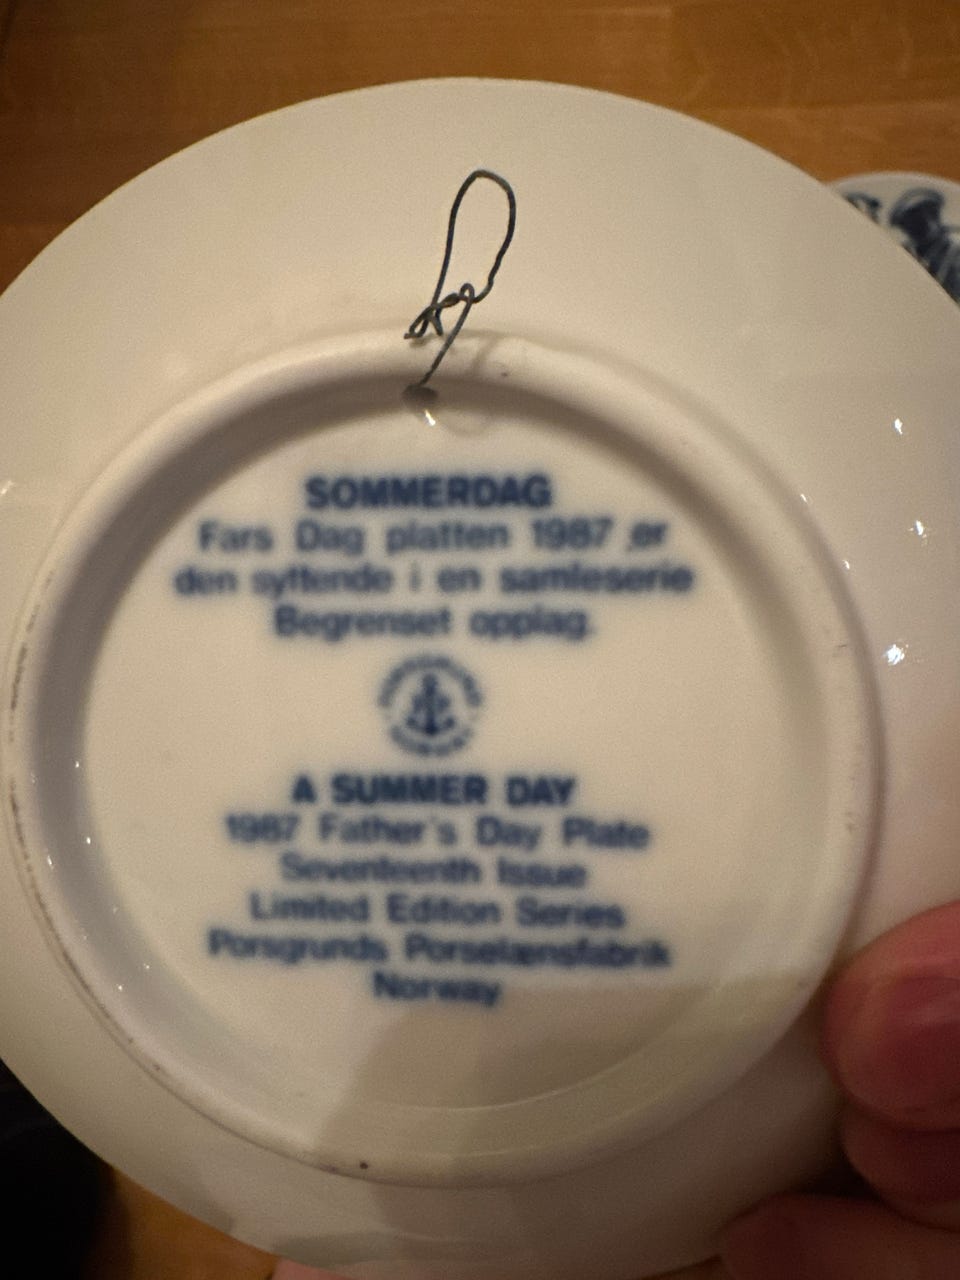 SOMMERDAG
Fars Dag platten 1987 er
den syttende i en samleserie
Begrenset opplag.
A SUMMER DAY
1987 Father's Day Plate
Seventeenth Issue
Limited Edition Series
Porsgrunds Porselænsfabrik
Norway